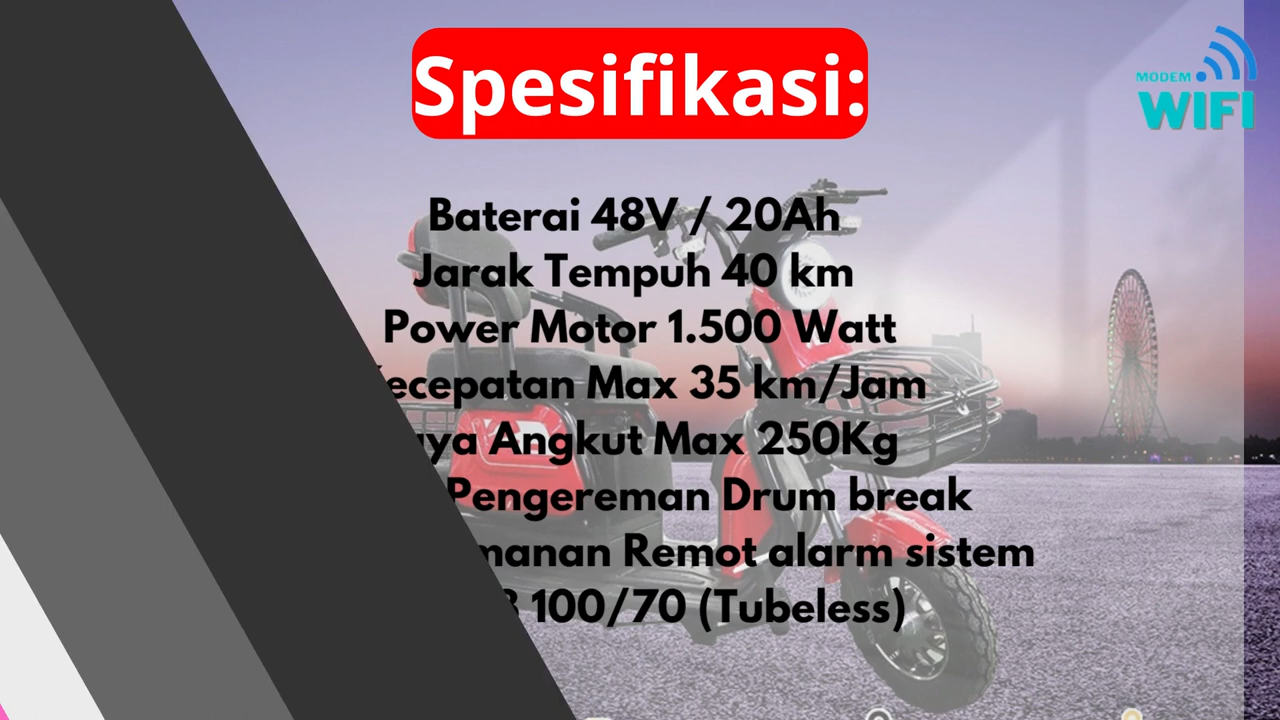 Spesifikasi:
MODEM
WIFI
Baterai 48V / 20Ah
Jarak Tempuh 40 km
Power Motor 1.500 Watt
Max 35 km/Jam
Angkut Max 250Kg
Pengereman Drum break
Remot alarm sistem
100/70 (Tubeless)